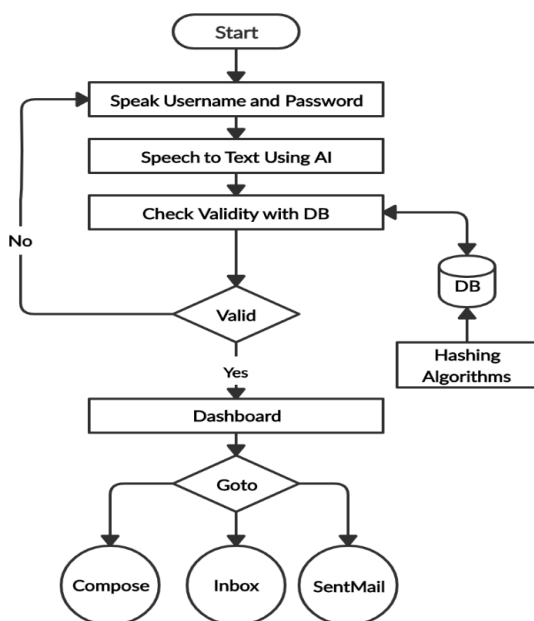 Start
Speak Username and Password
Speech to Text Using AI
Check Validity with DB
No
DB
Valid
Hashing
Algorithms
Yes
Dashboard
Goto
Compose
Inbox
SentMail